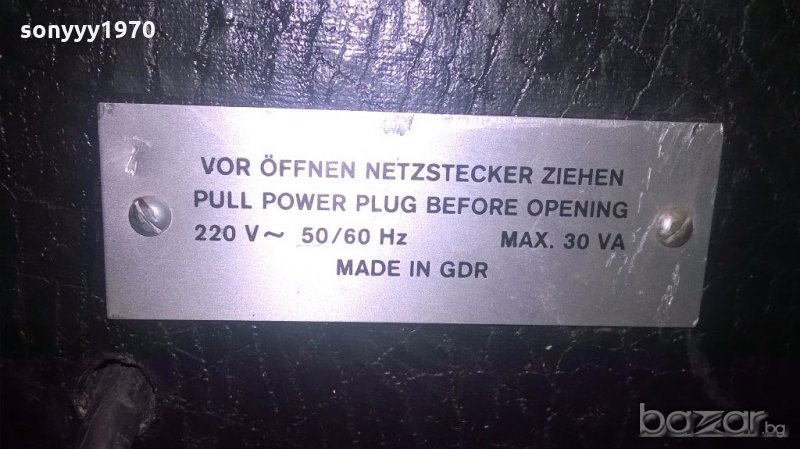 sonyyy1970
VOR ÖFFNEN NETZSTECKER ZIEHEN
PULL POWER PLUG BEFORE OPENING
220 V~ 50/60 Hz MAX. 30 VA
MADE IN GDR
bazar.bg